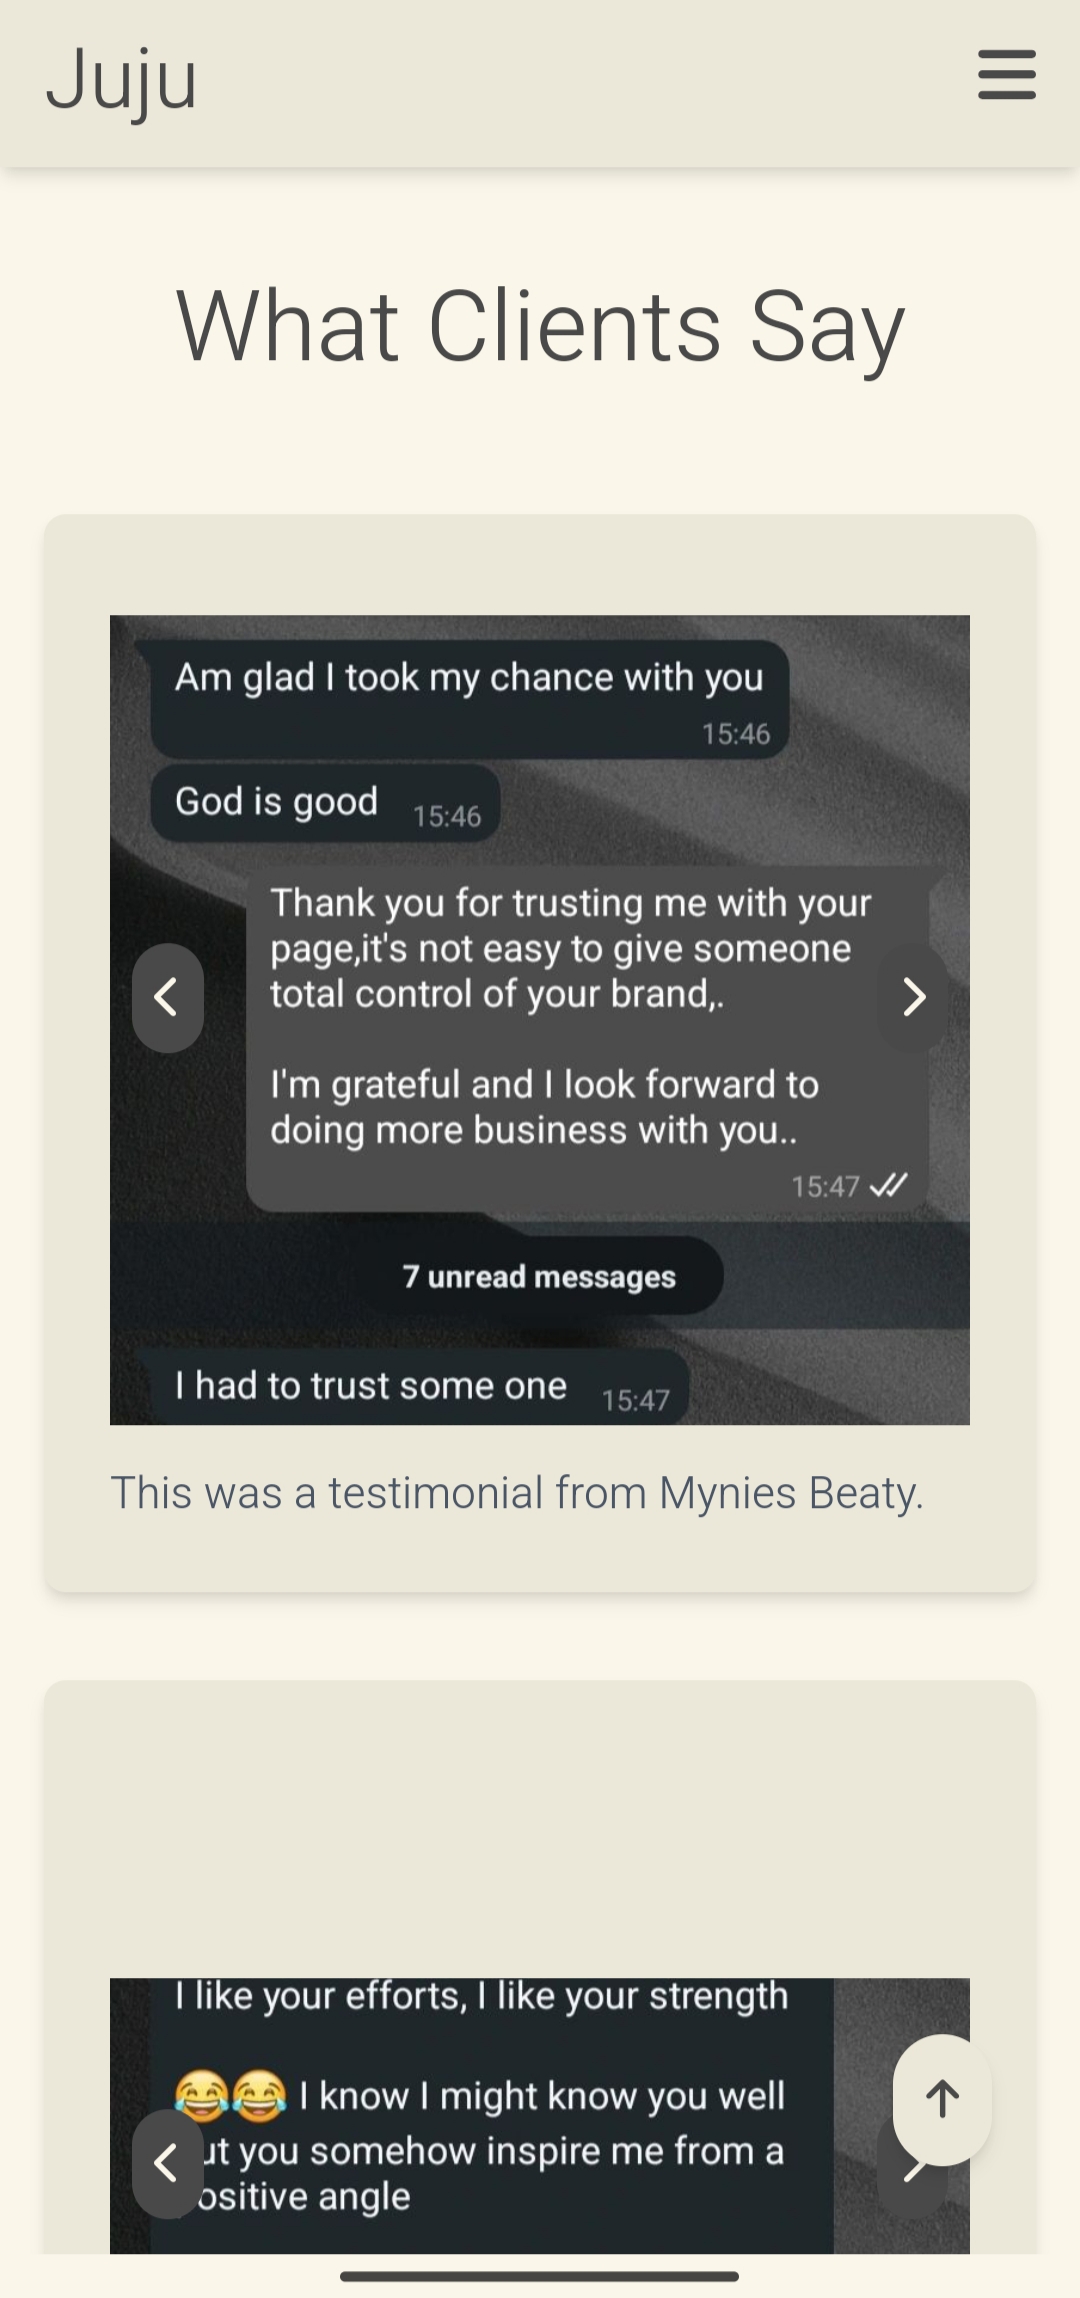 Juju
What Clients Say
Am glad I took my chance with you
15:46
God is good 15:46
Thank you for trusting me with your
page,it's not easy to give someone
total control of your brand,.
I'm grateful and I look forward to
doing more business with you..
15:47
7 unread messages
I had to trust some one 15:47
This was a testimonial from Mynies Beaty.
I like your efforts, I like your strength
😂😂 I know I might know you well
ut you somehow inspire me from a
ositive angle